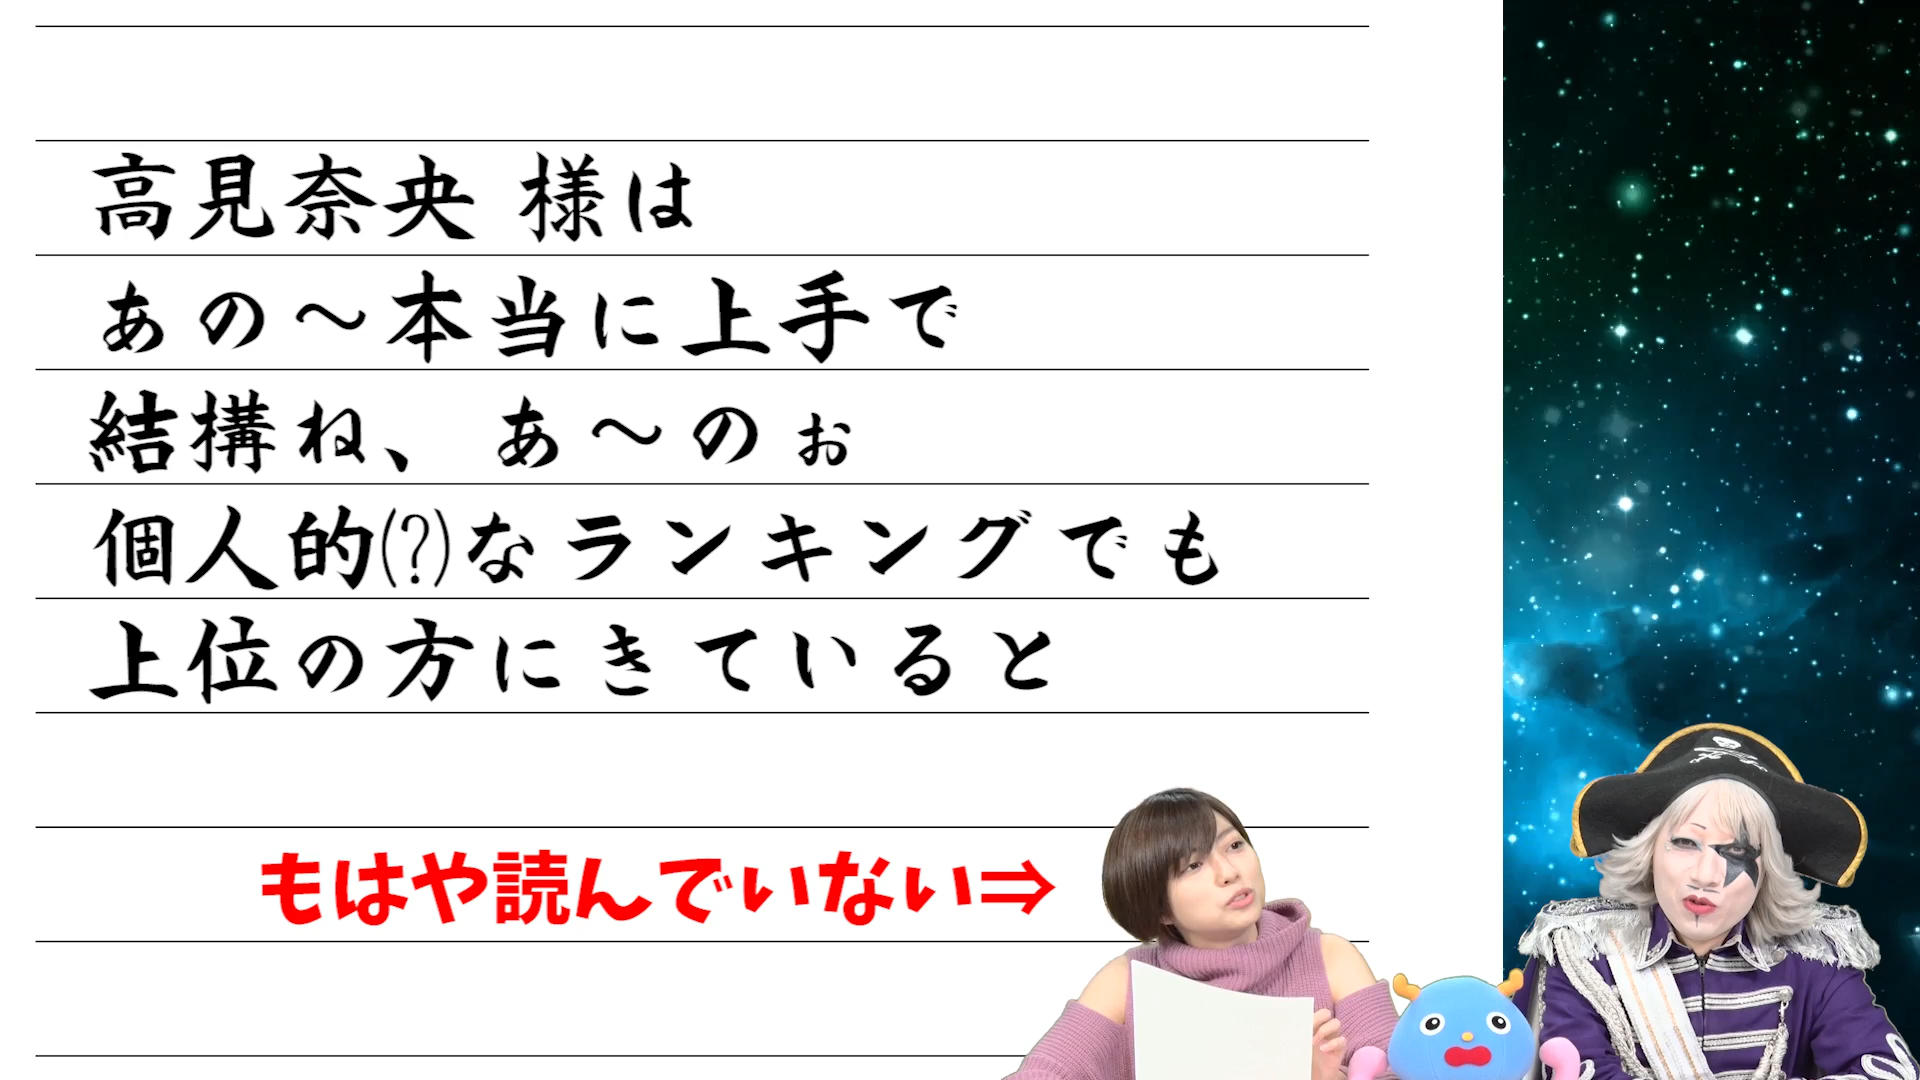 高見奈央 様は
あの～本当に上手で
結構ね、あ～のぉ
個人的(?)なランキングでも
上位の方にきていると
もはや読んでいない⇒